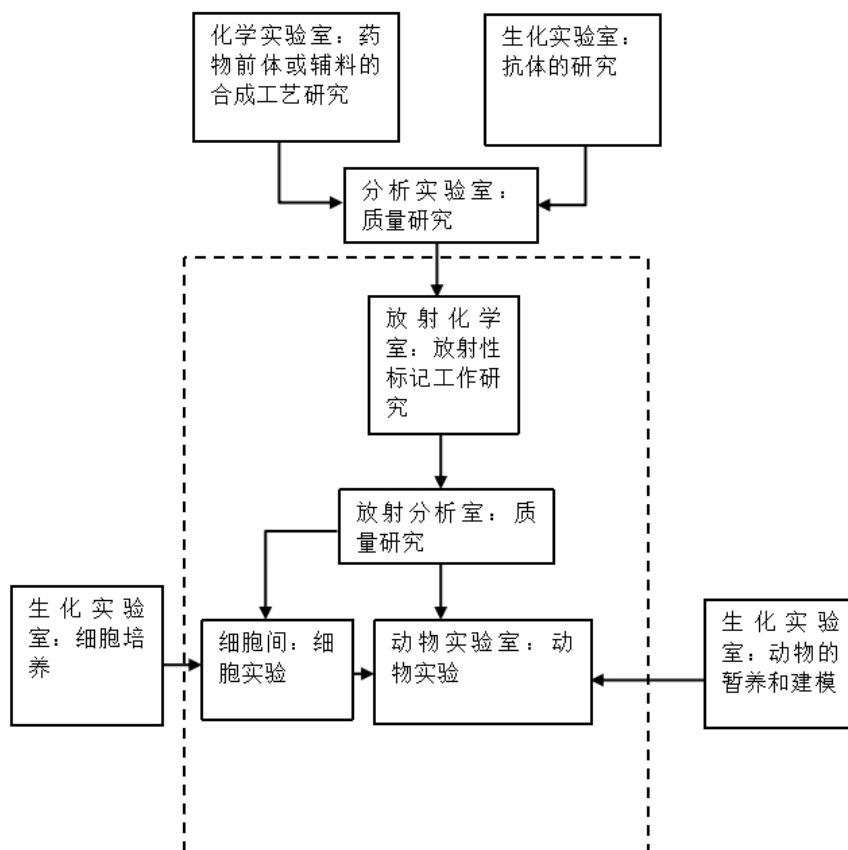 化学实验室：药
物前体或辅料的
合成工艺研究
生化实验室：
抗体的研究
分析实验室：
质量研究
放射化学
室：放射性
标记工作研
究
放射分析室：质
量研究
生化实验
室：细胞培
养
细胞间：细
胞实验
动物实验室：动
物实验
生化实验
室：动物的
暂养和建模